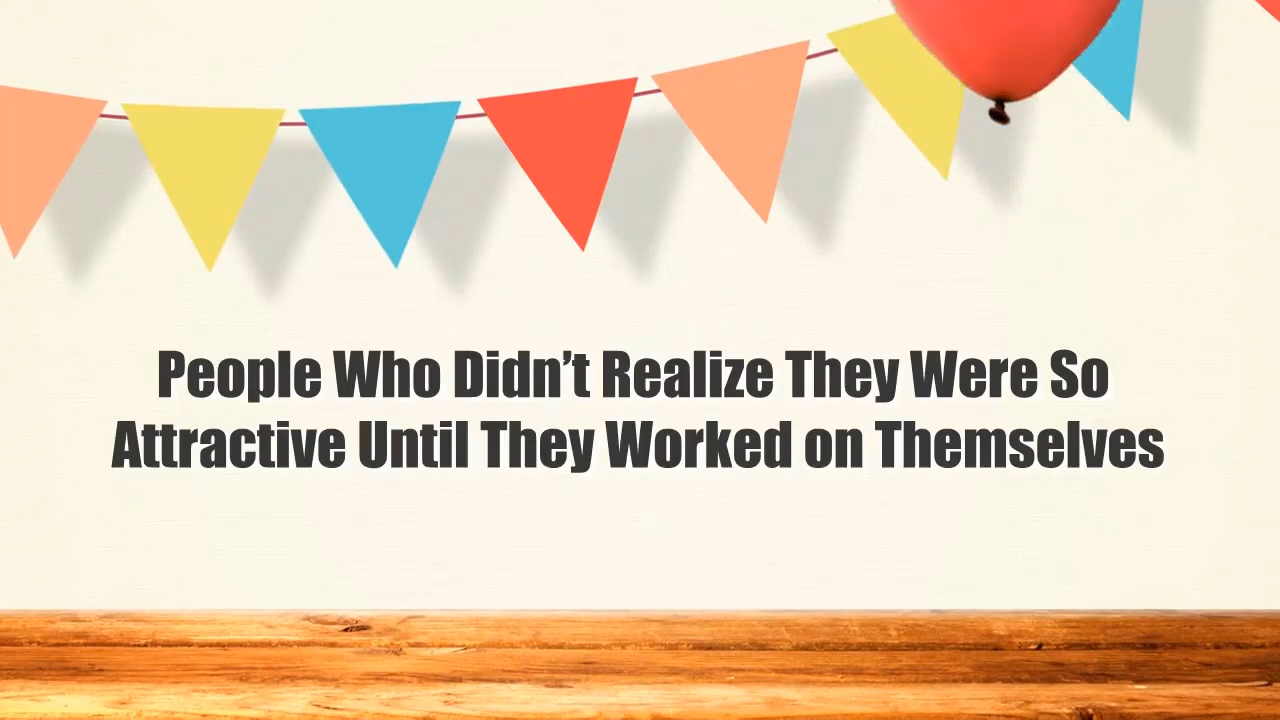 People Who Didn’t Realize They Were So
Attractive Until They Worked on Themselves